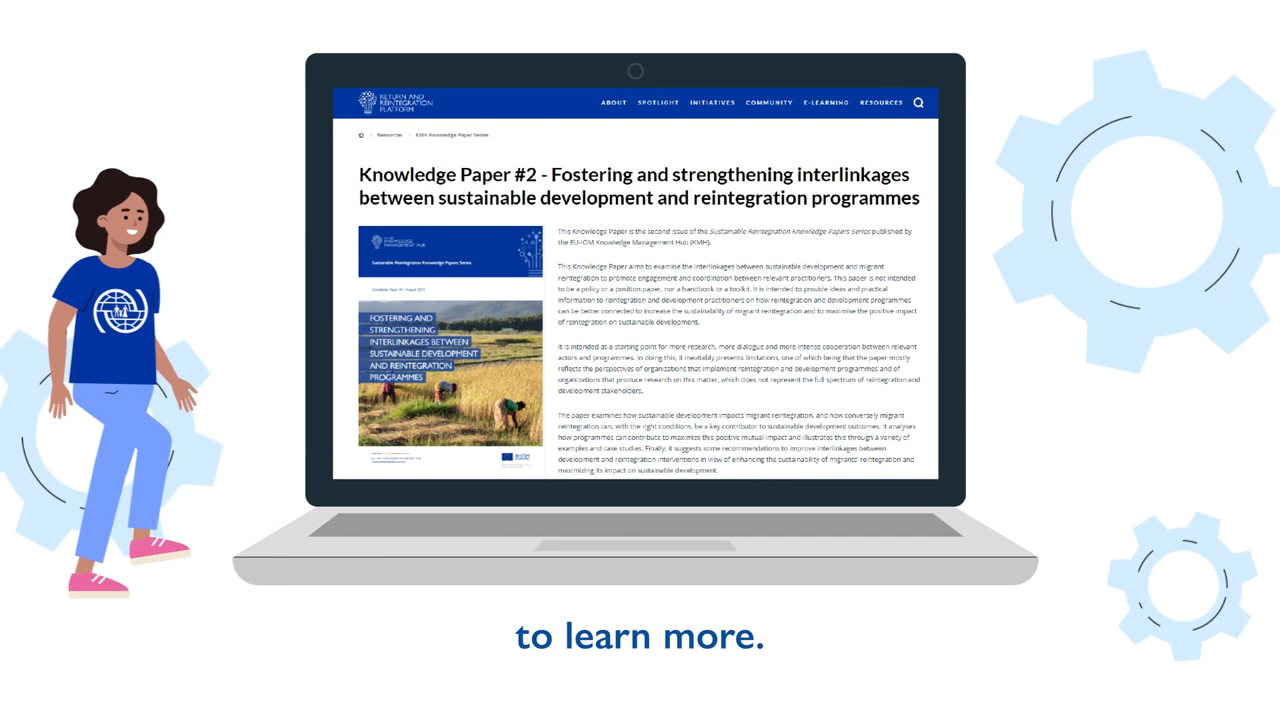 RETURN AND
REINTEGRATION
PLATFORM
ABOUT SPOTLIGHT INITIATIVES COMMUNITY E-LEARNING RESOURCES
Resources > KMH Knowledge Paper Series
Knowledge Paper #2 - Fostering and strengthening interlinkages
between sustainable development and reintegration programmes
KNOWLEDGE
MANAGEMENT HUB
Sustainable Reintegration Knowledge Papers Series
FOSTERING AND
STRENGTHENING
INTERLINKAGES BETWEEN
SUSTAINABLE DEVELOPMENT
AND REINTEGRATION
PROGRAMMES
This Knowledge Paper is the second issue of the Sustainable Reintegration Knowledge Papers Series published by
the EU-IOM Knowledge Management Hub (KMH).
This Knowledge Paper aims to examine the interlinkages between sustainable development and migrant
reintegration to promote engagement and coordination between relevant practitioners. This paper is not intended
to be a policy or a position paper, nor a handbook or a toolkit. It is intended to provide ideas and practical
information to reintegration and development practitioners on how reintegration and development programmes
can be better connected to increase the sustainability of migrant reintegration and to maximise the positive impact
of reintegration on sustainable development.
It is intended as a starting point for more research, more dialogue and more intense cooperation between relevant
actors and programmes. In doing this, it inevitably presents limitations, one of which being that the paper mostly
reflects the perspectives of organizations that implement reintegration and development programmes and of
organizations that produce research on this matter, which does not represent the full spectrum of reintegration and
development stakeholders.
The paper examines how sustainable development impacts migrant reintegration, and how conversely migrant
reintegration can, with the right conditions, be a key contributor to sustainable development outcomes. It analyses
how programmes can contribute to maximize this positive mutual impact and illustrates this through a variety of
examples and case studies. Finally, it suggests some recommendations to improve interlinkages between
development and reintegration interventions in view of enhancing the sustainability of migrants' reintegration and
maximizing its impact on sustainable development.
to learn more.